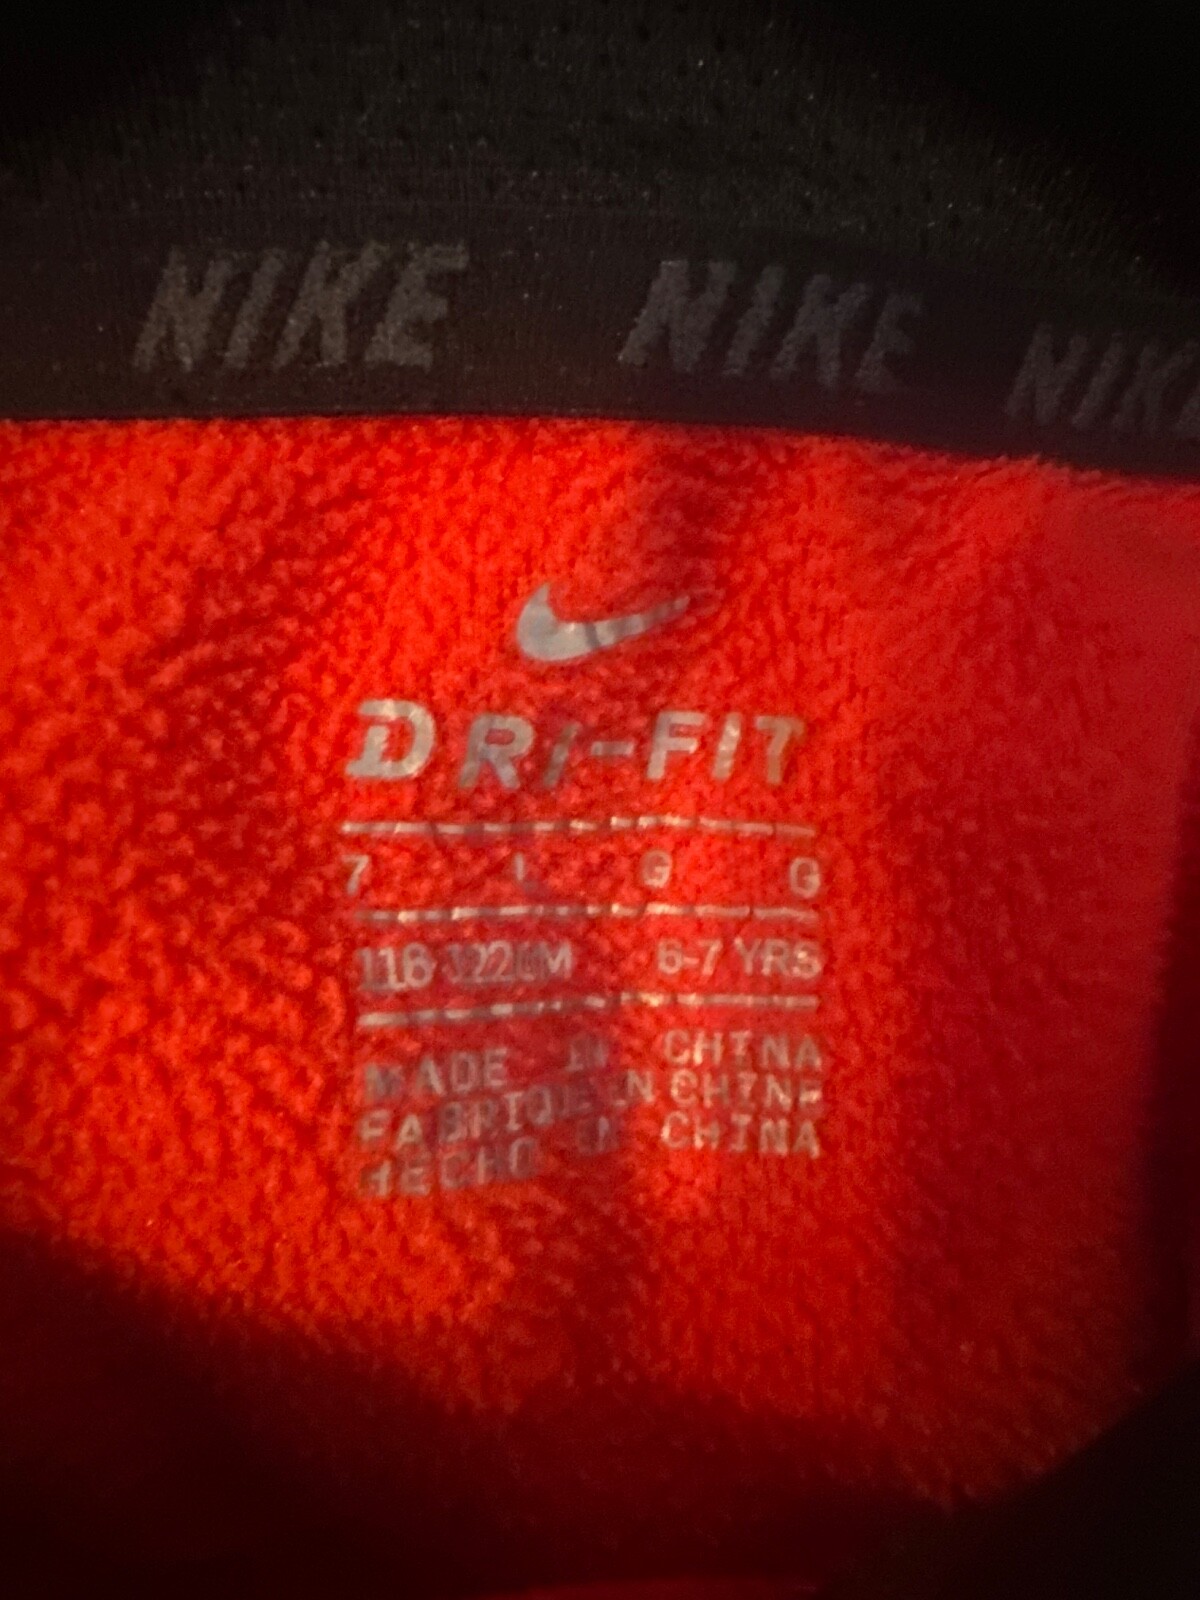 NIKE NIKE NIKE
DRI-FIT
7 L G G
116-122CM 6-7 YRS
MADE IN CHINA
FABRIQUE EN CHINE
HECHO EN CHINA